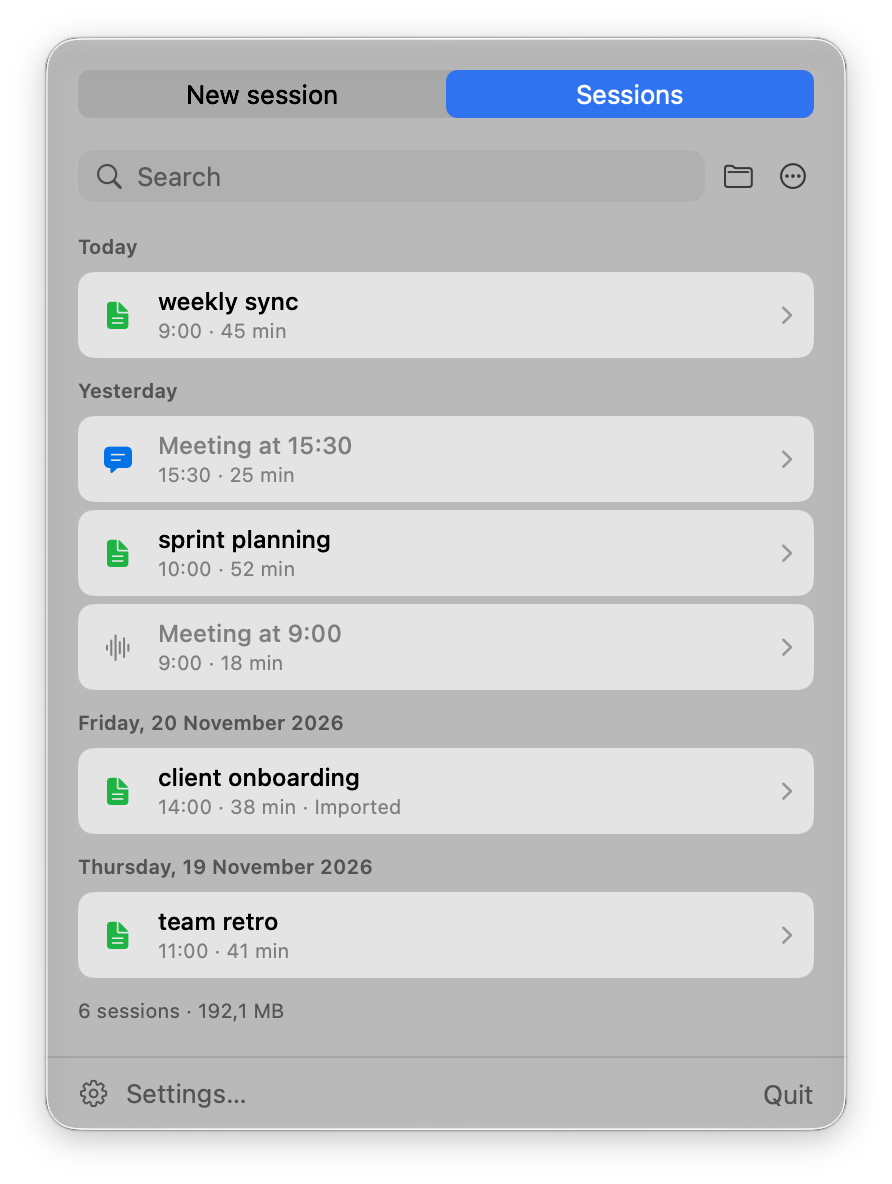 New session
Sessions
Search
Today
weekly sync
9:00 · 45 min
Yesterday
Meeting at 15:30
15:30 · 25 min
sprint planning
10:00 · 52 min
Meeting at 9:00
9:00 · 18 min
Friday, 20 November 2026
client onboarding
14:00 · 38 min · Imported
Thursday, 19 November 2026
team retro
11:00 · 41 min
6 sessions · 192,1 MB
Settings...
Quit